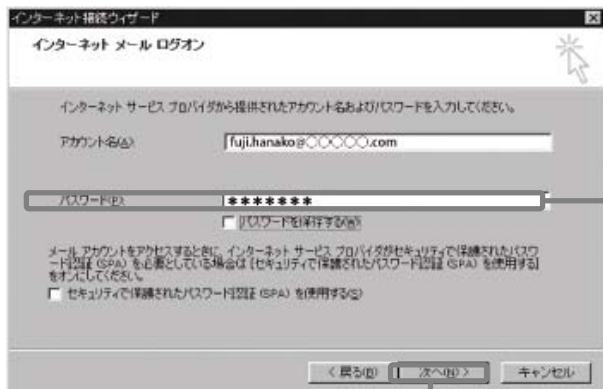 インターネット接続ウィザード
インターネット メール ログオン
インターネット サービス プロバイダから提供されたアカウント名およびパスワードを入力してください。
アカウント名(A):
fuji.hanako@○○○○○.com
パスワード(P):
*******
パスワードを保存する(W)
メール アカウントをアクセスするときに、インターネット サービス プロバイダがセキュリティで保護されたパスワ
ード認証 (SPA) を必要としている場合は [セキュリティで保護されたパスワード認証 (SPA) を使用する]
をオンにしてください。
セキュリティで保護されたパスワード認証 (SPA) を使用する(S)
< 戻る(B)
次へ(N) >
キャンセル